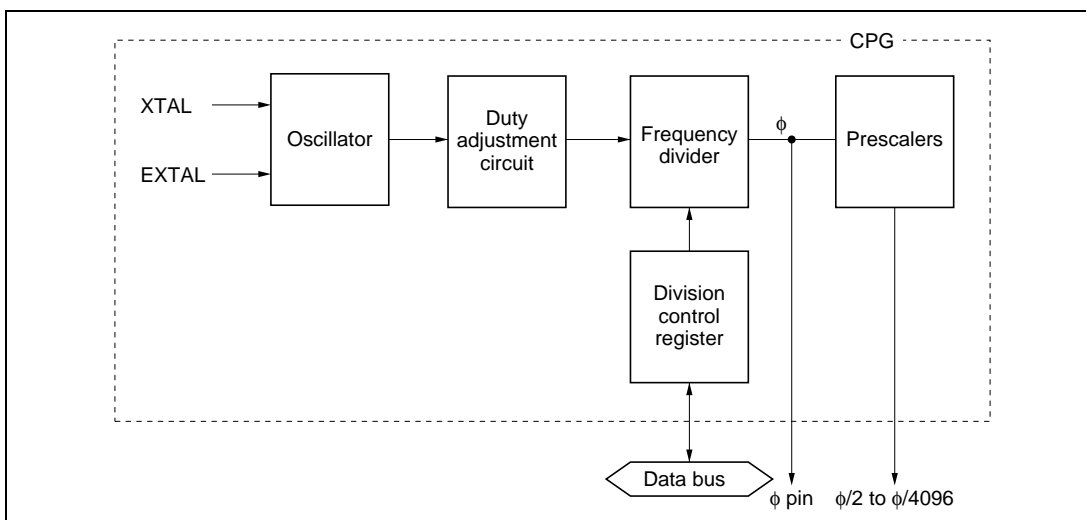 CPG
XTAL
EXTAL
Oscillator
Duty
adjustment
circuit
Frequency
divider
ϕ
Prescalers
Division
control
register
Data bus
ϕ pin
ϕ/2 to ϕ/4096